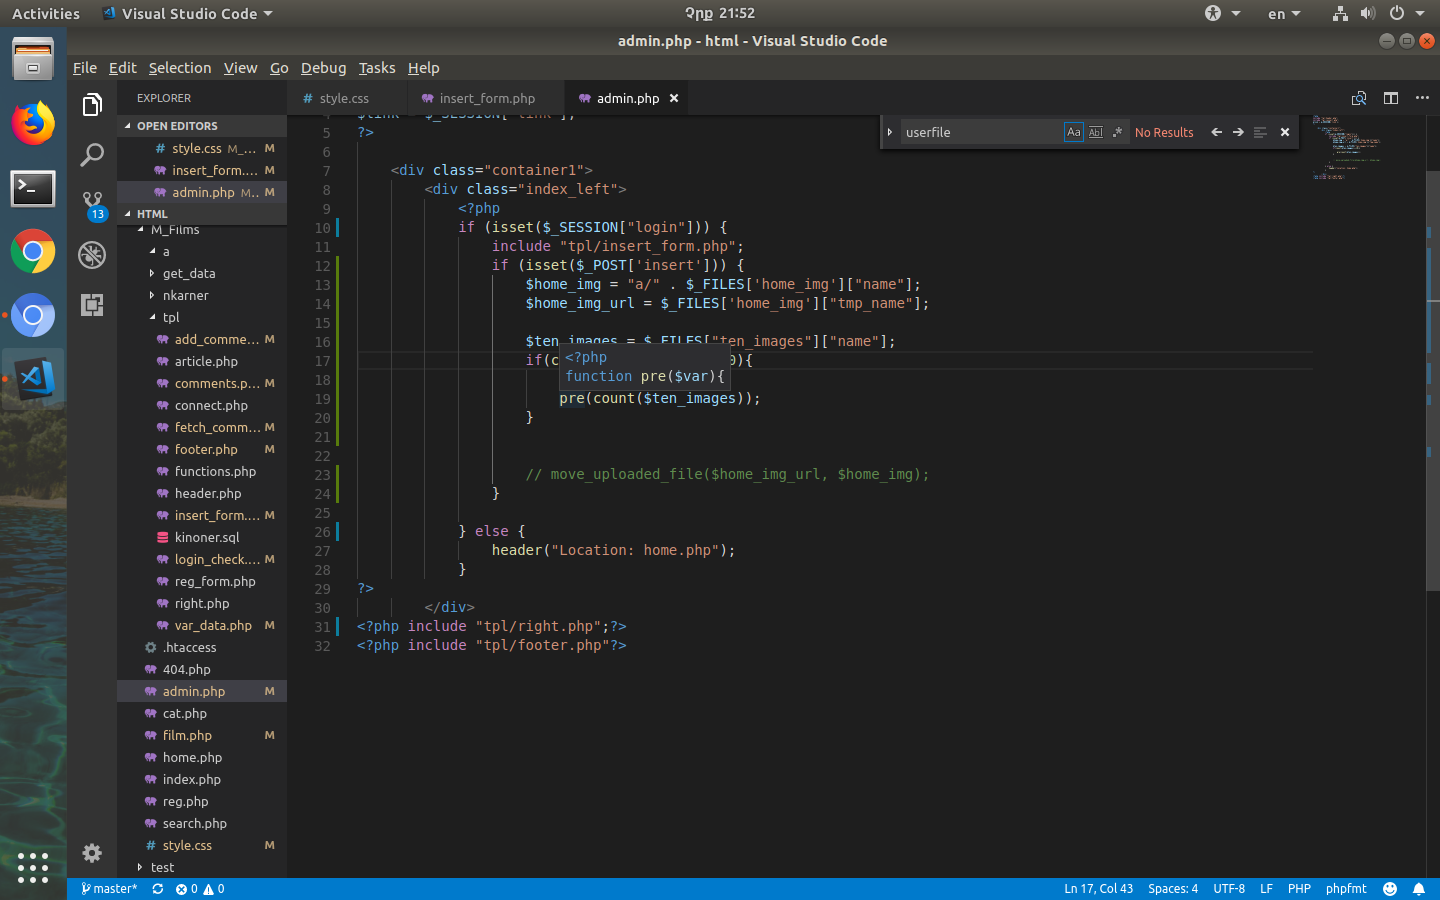 Activities
Visual Studio Code
Չրք 21:52
en
admin.php - html - Visual Studio Code
File Edit Selection View Go Debug Tasks Help
EXPLORER
OPEN EDITORS
style.css M_... M
insert_form.... M
admin.php M.. M
HTML
M_Films
a
get_data
nkarner
tpl
add_comme... M
article.php
comments.p... M
connect.php
fetch_comm... M
footer.php M
functions.php
header.php
insert_form.... M
kinoner.sql
login_check.... M
reg_form.php
right.php
var_data.php M
.htaccess
404.php
admin.php M
cat.php
film.php M
home.php
index.php
reg.php
search.php
style.css M
test
13
style.css
insert_form.php
admin.php
userfile
Aa
Abl
.*
No Results
4 $link = $_SESSION['link'];
5 ?>
6
7 <div class="container1">
8 <div class="index_left">
9 <?php
10 if (isset($_SESSION["login"])) {
11 include "tpl/insert_form.php";
12 if (isset($_POST['insert'])) {
13 $home_img = "a/" . $_FILES['home_img']["name"];
14 $home_img_url = $_FILES['home_img']["tmp_name"];
15
16 $ten_images = $_FILES["ten_images"]["name"];
17 if(c
0){
<?php
function pre($var){
18
19 pre(count($ten_images));
20 }
21
22
23 // move_uploaded_file($home_img_url, $home_img);
24 }
25
26 } else {
27 header("Location: home.php");
28 }
29 ?>
30 </div>
31 <?php include "tpl/right.php";?>
32 <?php include "tpl/footer.php"?>
master*
0
0
Ln 17, Col 43
Spaces: 4
UTF-8
LF
PHP
phpfmt